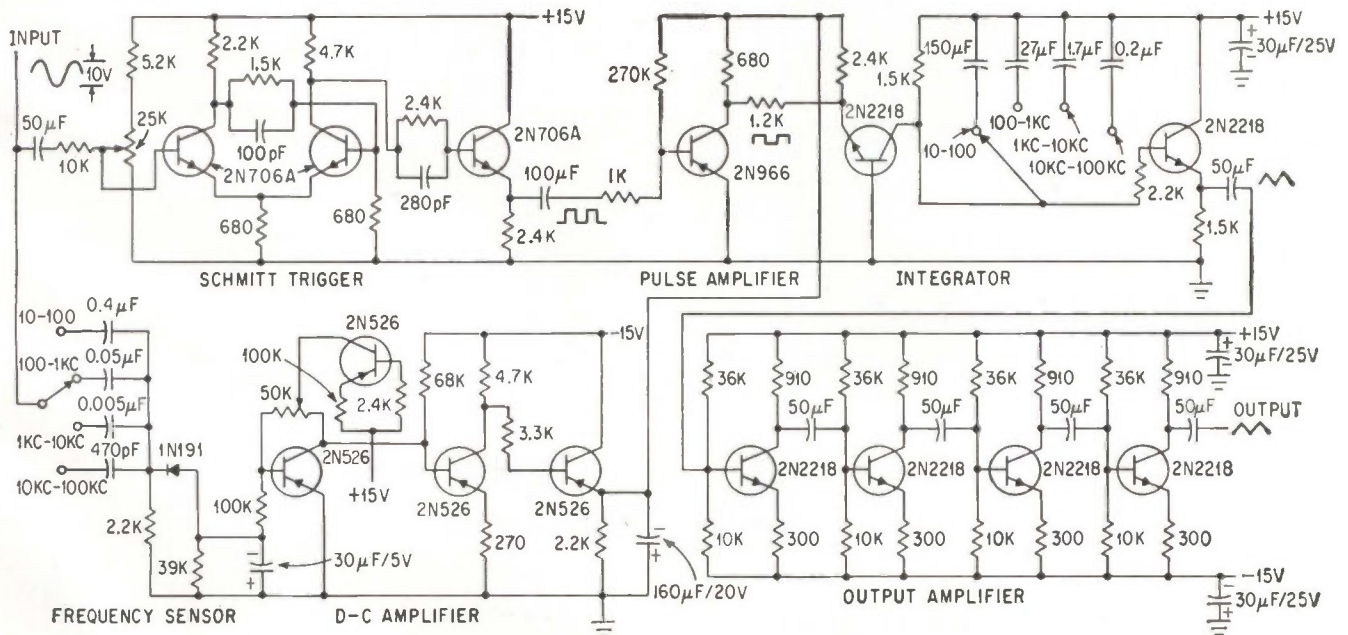 INPUT
10V
50µF
10K
5.2K
25K
2.2K
1.5K
100pF
4.7K
2N706A
680
680
2.4K
280pF
2N706A
+15V
100µF
1K
2.4K
SCHMITT TRIGGER
270K
680
1.2K
2N966
PULSE AMPLIFIER
2.4K
1.5K
2N2218
INTEGRATOR
150µF
27µF
1.7µF
0.2µF
10-100
100-1KC
1KC-10KC
10KC-100KC
2N2218
2.2K
50µF
1.5K
+15V
30µF/25V
10-100
0.4µF
100-1KC
0.05µF
0.005µF
1KC-10KC
470pF
10KC-100KC
1N191
2.2K
39K
100K
30µF/5V
FREQUENCY SENSOR
2N526
100K
50K
2.4K
2N526
+15V
68K
4.7K
3.3K
2N526
270
2N526
2.2K
-15V
160µF/20V
D-C AMPLIFIER
36K
910
50µF
36K
910
50µF
36K
910
50µF
36K
910
50µF
+15V
30µF/25V
OUTPUT
2N2218
2N2218
2N2218
2N2218
10K
300
10K
300
10K
300
10K
300
-15V
30µF/25V
OUTPUT AMPLIFIER